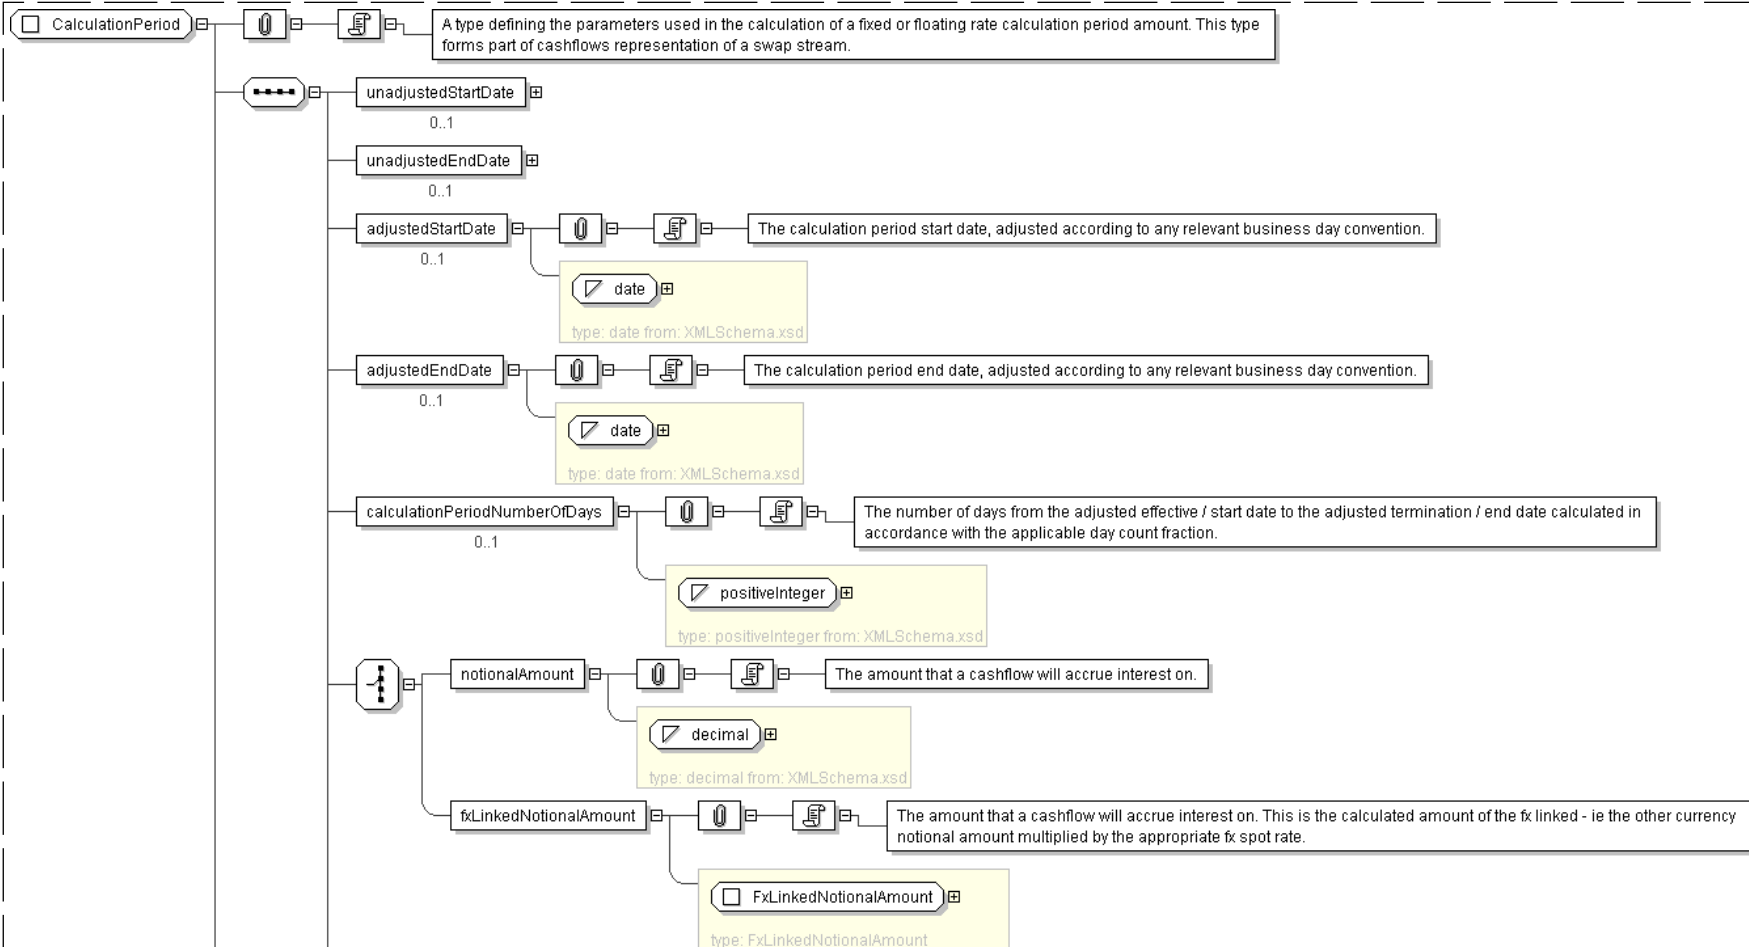 CalculationPeriod
A type defining the parameters used in the calculation of a fixed or floating rate calculation period amount. This type
forms part of cashflows representation of a swap stream.
unadjustedStartDate
0..1
unadjustedEndDate
0..1
adjustedStartDate
The calculation period start date, adjusted according to any relevant business day convention.
0..1
date
type: date from: XMLSchema.xsd
adjustedEndDate
The calculation period end date, adjusted according to any relevant business day convention.
0..1
date
type: date from: XMLSchema.xsd
calculationPeriodNumberOfDays
The number of days from the adjusted effective / start date to the adjusted termination / end date calculated in
accordance with the applicable day count fraction.
0..1
positiveInteger
type: positiveInteger from: XMLSchema.xsd
notionalAmount
The amount that a cashflow will accrue interest on.
decimal
type: decimal from: XMLSchema.xsd
fxLinkedNotionalAmount
The amount that a cashflow will accrue interest on. This is the calculated amount of the fx linked - ie the other currency
notional amount multiplied by the appropriate fx spot rate.
FxLinkedNotionalAmount
type: FxLinkedNotionalAmount